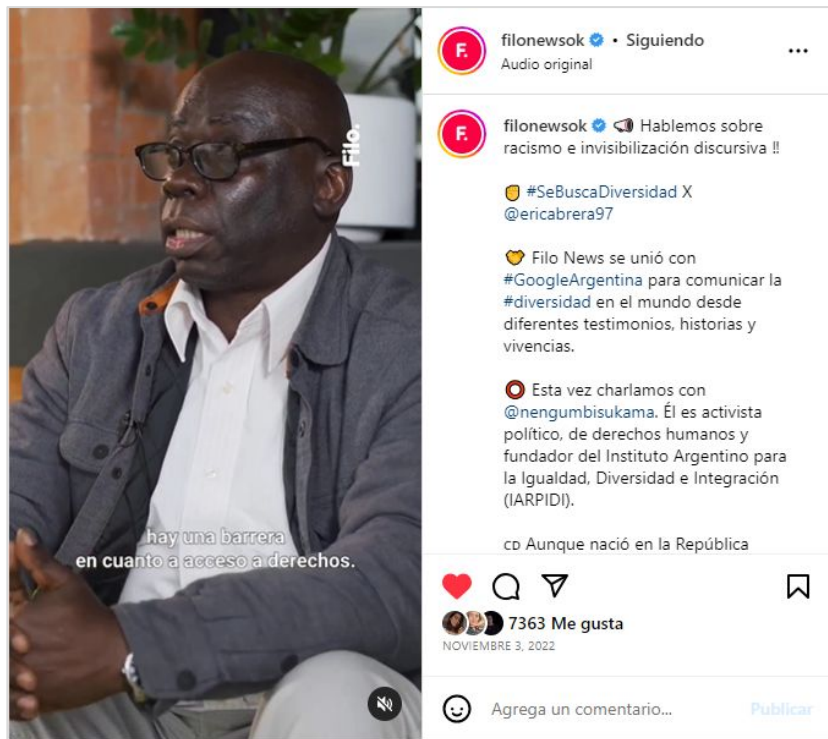 Filo.
hay una barrera
en cuanto a acceso a derechos.
F.
filonewsok • Siguiendo
Audio original
F.
filonewsok Hablemos sobre
racismo e invisibilización discursiva !!
#SeBuscaDiversidad X
@ericabrera97
Filo News se unió con
#GoogleArgentina para comunicar la
#diversidad en el mundo desde
diferentes testimonios, historias y
vivencias.
Esta vez charlamos con
@nengumbisukama. Él es activista
político, de derechos humanos y
fundador del Instituto Argentino para
la Igualdad, Diversidad e Integración
(IARPIDI).
CD Aunque nació en la República
7363 Me gusta
NOVIEMBRE 3, 2022
Agrega un comentario...
Publicar